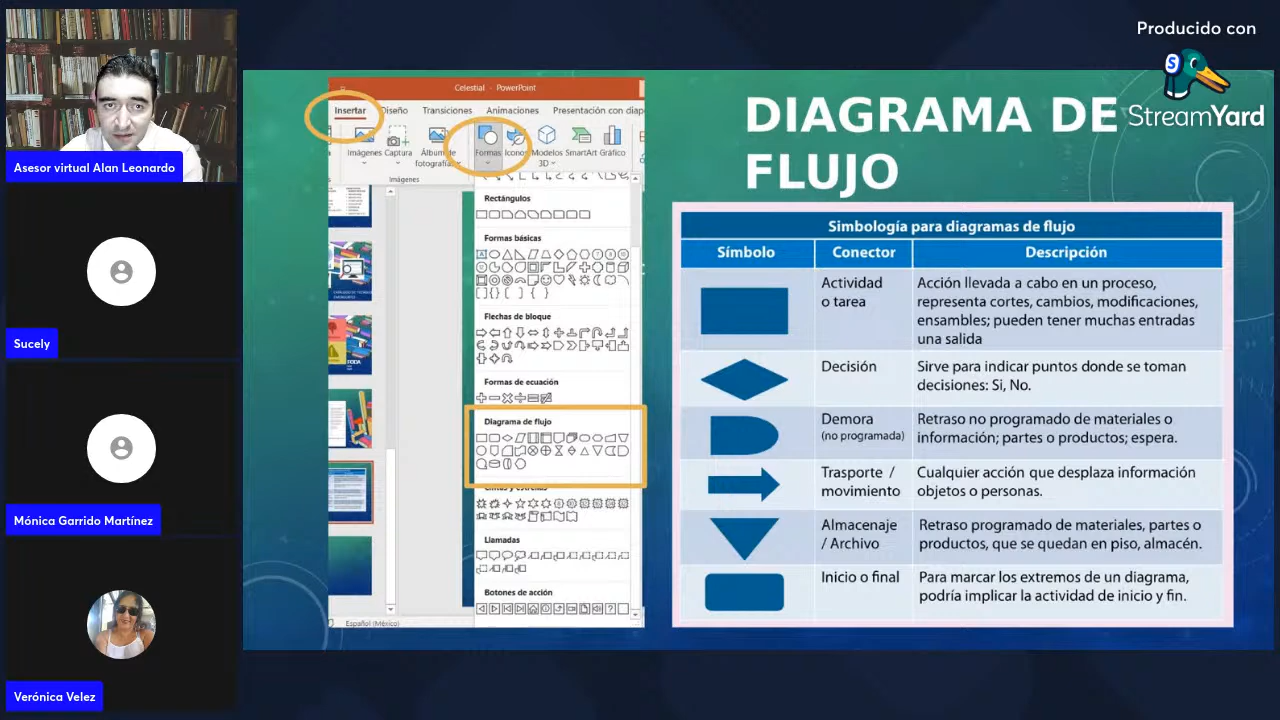 Producido con
StreamYard
Asesor virtual Alan Leonardo
Sucely
Mónica Garrido Martínez
Verónica Velez
Celestial - PowerPoint
Insertar Diseño Transiciones Animaciones Presentación con diap
Imágenes Captura Álbum de fotografías Formas Iconos Modelos 3D SmartArt Gráfico
Imágenes
Rectángulos
Formas básicas
Flechas de bloque
Formas de ecuación
Diagrama de flujo
Llamadas
Botones de acción
Español (México)
DIAGRAMA DE
FLUJO
Simbología para diagramas de flujo
Símbolo Conector Descripción
Actividad
o tarea
Acción llevada a cabo en un proceso,
representa cortes, cambios, modificaciones,
ensambles; pueden tener muchas entradas
una salida
Decisión
Sirve para indicar puntos donde se toman
decisiones: Si, No.
Demora
(no programada)
Retraso no programado de materiales o
información; partes o productos; espera.
Trasporte /
movimiento
Cualquier acción que desplaza información
objetos o personas.
Almacenaje
/ Archivo
Retraso programado de materiales, partes o
productos, que se quedan en piso, almacén.
Inicio o final
Para marcar los extremos de un diagrama,
podría implicar la actividad de inicio y fin.